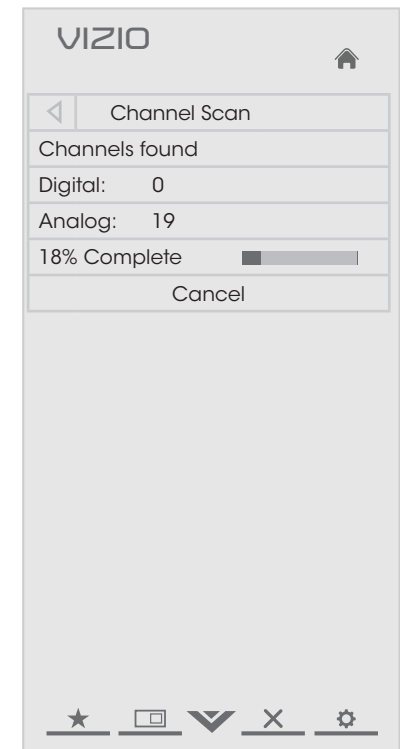 VIZIO
Channel Scan
Channels found
Digital: 0
Analog: 19
18% Complete
Cancel